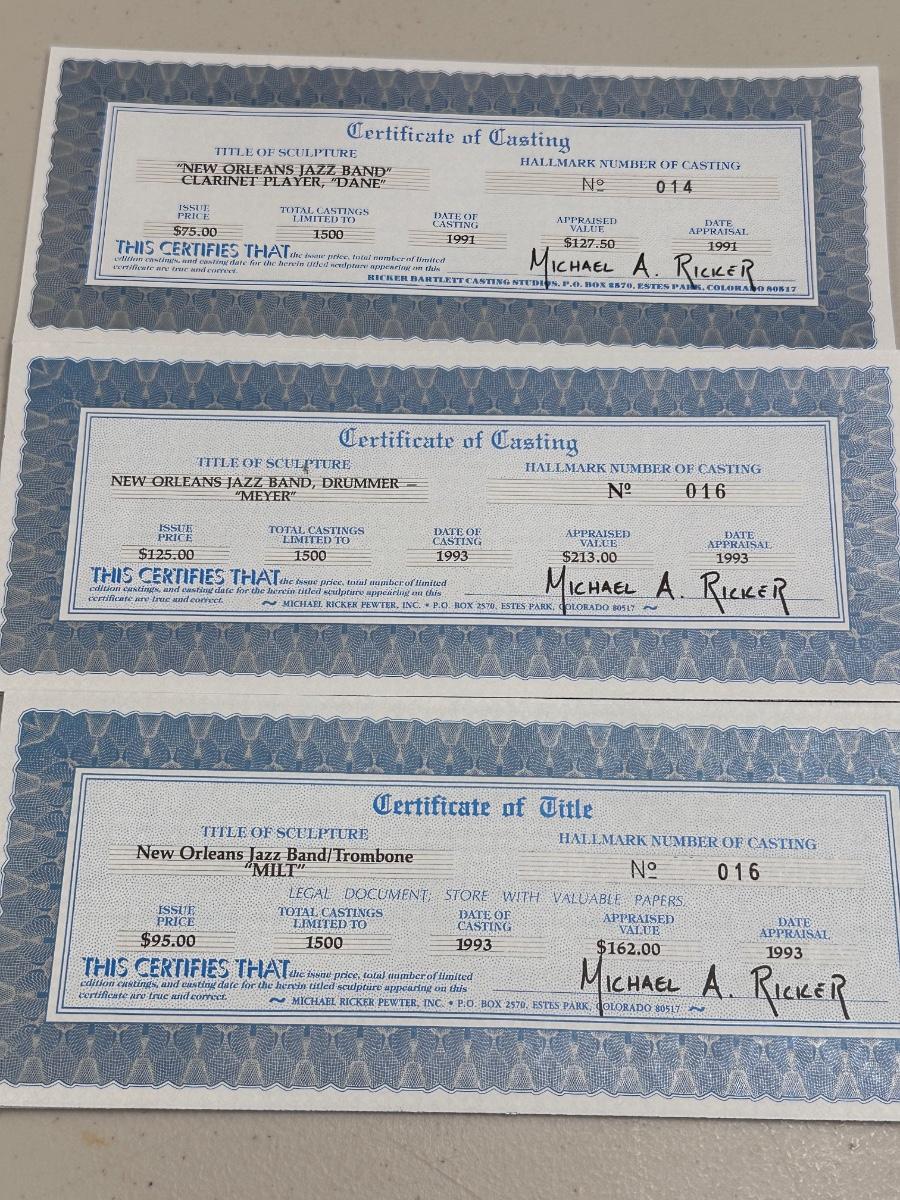 Certificate of Casting
TITLE OF SCULPTURE
"NEW ORLEANS JAZZ BAND"
CLARINET PLAYER, "DANE"
HALLMARK NUMBER OF CASTING
Nº 014
ISSUE PRICE
$75.00
TOTAL CASTINGS LIMITED TO
1500
DATE OF CASTING
1991
APPRAISED VALUE
$127.50
DATE APPRAISAL
1991
THIS CERTIFIES THAT the issue price, total number of limited
edition castings, and casting date for the herein titled sculpture appearing on this
certificate are true and correct.
MICHAEL A. RICKER
RICKER BARTLETT CASTING STUDIOS, P.O. BOX 2570, ESTES PARK, COLORADO 80517
Certificate of Casting
TITLE OF SCULPTURE
NEW ORLEANS JAZZ BAND, DRUMMER –
"MEYER"
HALLMARK NUMBER OF CASTING
Nº 016
ISSUE PRICE
$125.00
TOTAL CASTINGS LIMITED TO
1500
DATE OF CASTING
1993
APPRAISED VALUE
$213.00
DATE APPRAISAL
1993
THIS CERTIFIES THAT the issue price, total number of limited
edition castings, and casting date for the herein titled sculpture appearing on this
certificate are true and correct.
MICHAEL A. RICKER
~ MICHAEL RICKER PEWTER, INC. • P.O. BOX 2570, ESTES PARK, COLORADO 80517 ~
Certificate of Title
TITLE OF SCULPTURE
New Orleans Jazz Band/Trombone
"MILT"
HALLMARK NUMBER OF CASTING
Nº 016
LEGAL DOCUMENT; STORE WITH VALUABLE PAPERS.
ISSUE PRICE
$95.00
TOTAL CASTINGS LIMITED TO
1500
DATE OF CASTING
1993
APPRAISED VALUE
$162.00
DATE APPRAISAL
1993
THIS CERTIFIES THAT the issue price, total number of limited
edition castings, and casting date for the herein titled sculpture appearing on this
certificate are true and correct.
MICHAEL A. RICKER
~ MICHAEL RICKER PEWTER, INC. • P.O. BOX 2570, ESTES PARK, COLORADO 80517 ~